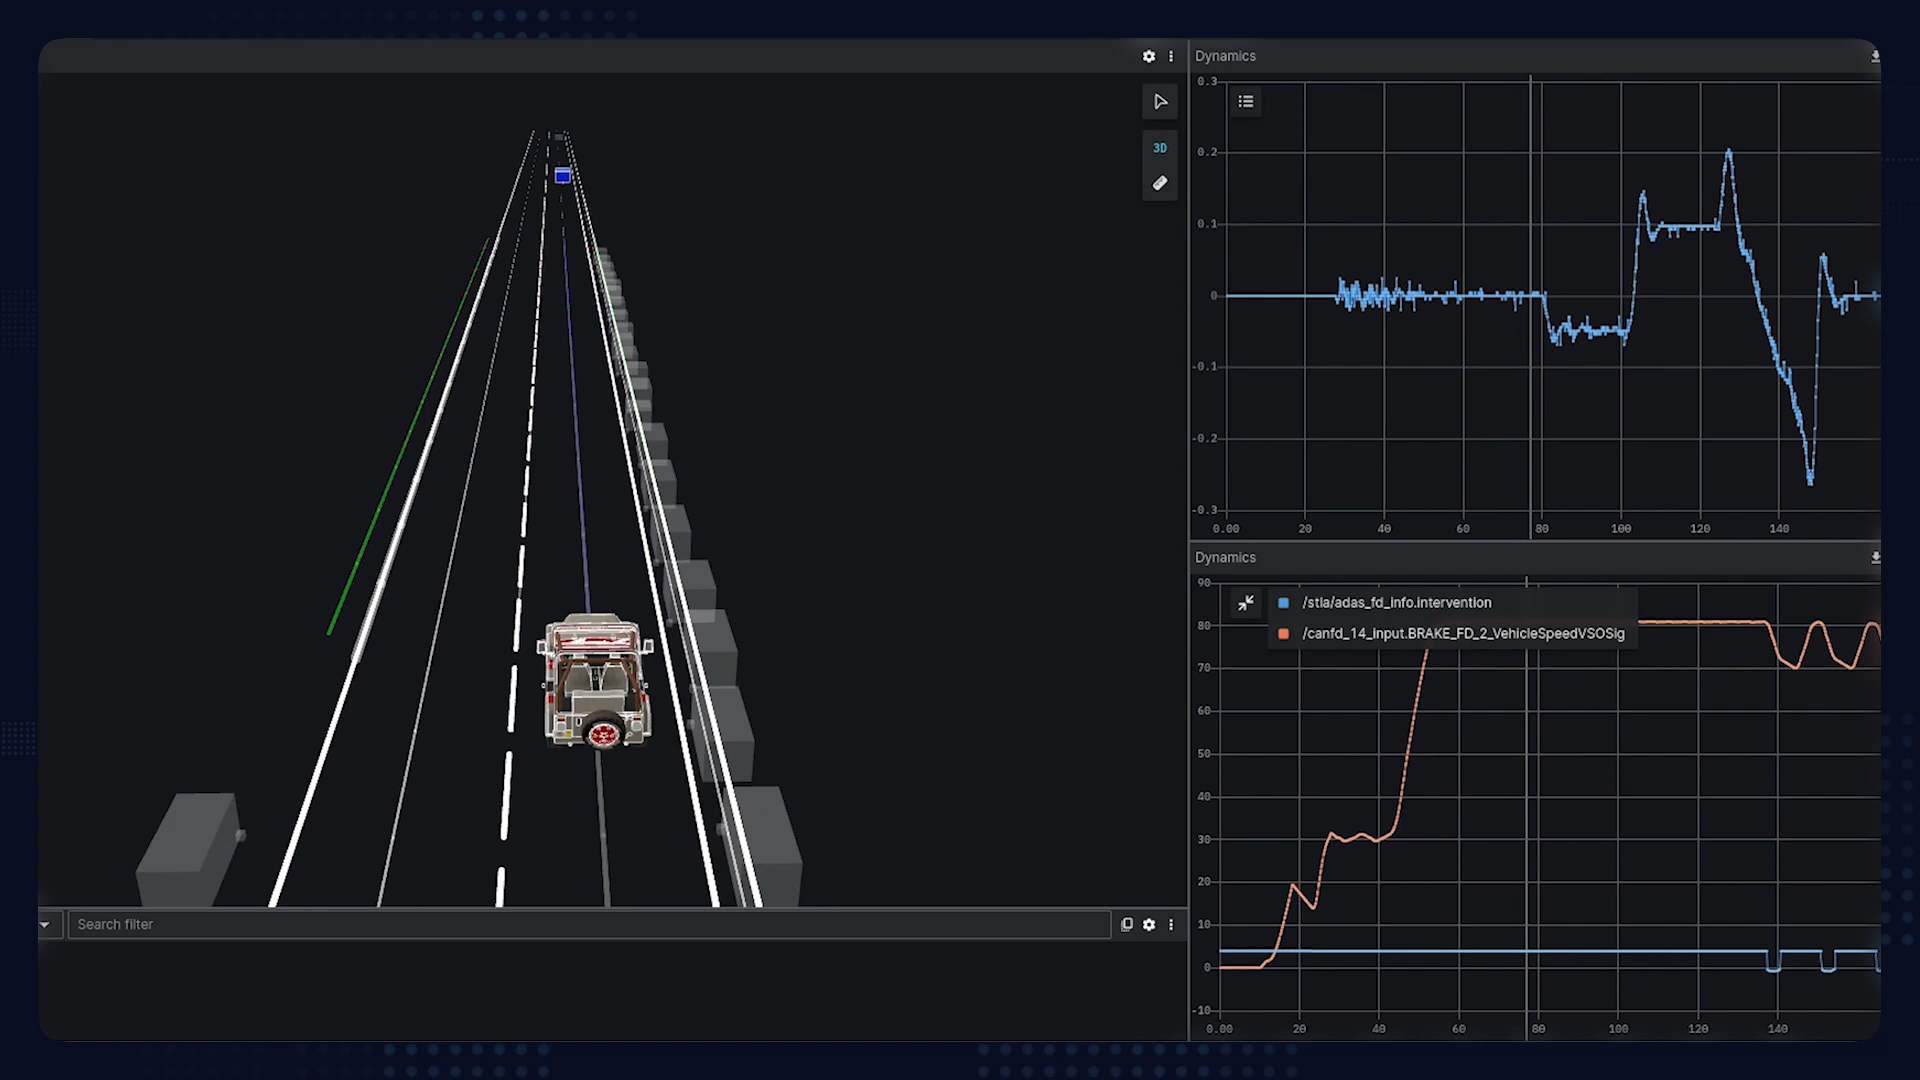 Dynamics
3D
0.3
0.2
0.1
0
-0.1
-0.2
-0.3
0.00 20 40 60 80 100 120 140
Search filter
Dynamics
/stla/adas_fd_info.intervention
/canfd_14_input.BRAKE_FD_2_VehicleSpeedVSOSig
90
80
70
60
50
40
30
20
10
0
-10
0.00 20 40 60 80 100 120 140